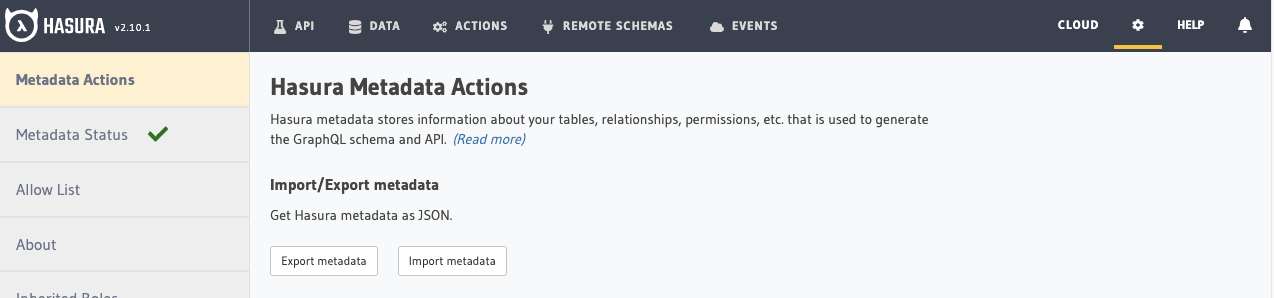 HASURA v2.10.1
API DATA ACTIONS REMOTE SCHEMAS EVENTS CLOUD HELP
Metadata Actions
Metadata Status
Allow List
About
Inherited Roles
Hasura Metadata Actions
Hasura metadata stores information about your tables, relationships, permissions, etc. that is used to generate
the GraphQL schema and API. (Read more)
Import/Export metadata
Get Hasura metadata as JSON.
Export metadata Import metadata